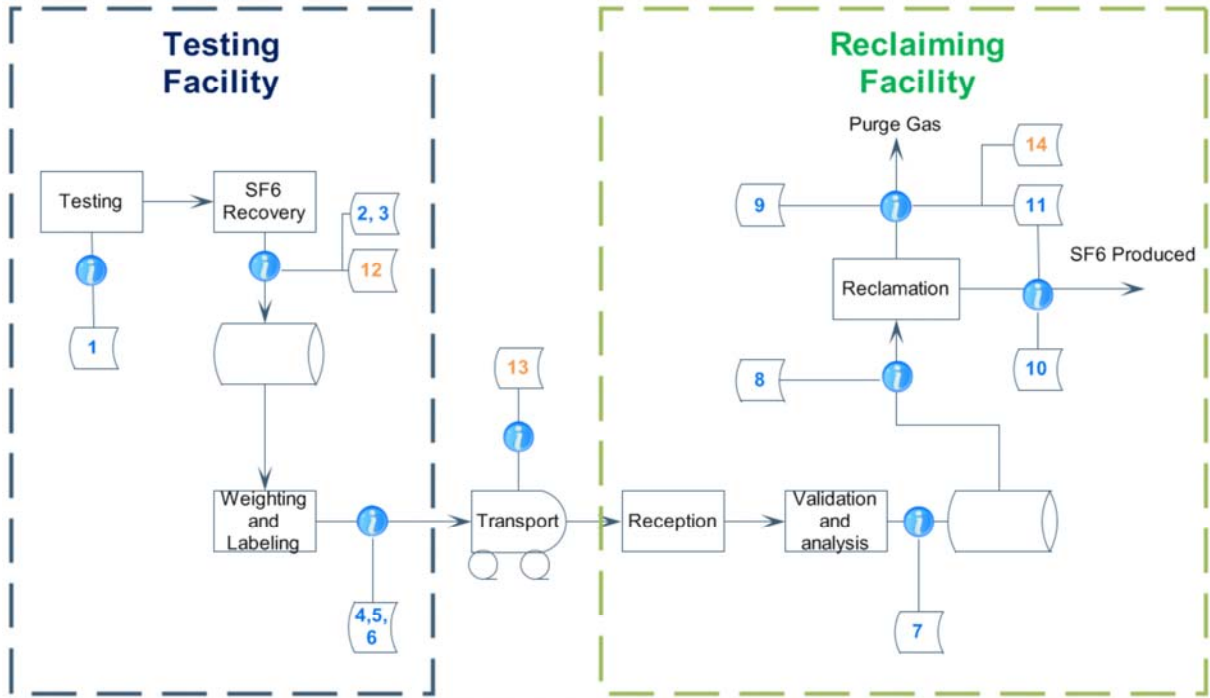 Testing
Facility
Reclaiming
Facility
Purge Gas
14
Testing
SF6
Recovery
2, 3
9
11
12
SF6 Produced
Reclamation
1
13
8
10
Weighting
and
Labeling
Transport
Reception
Validation
and
analysis
4,5,
6
7